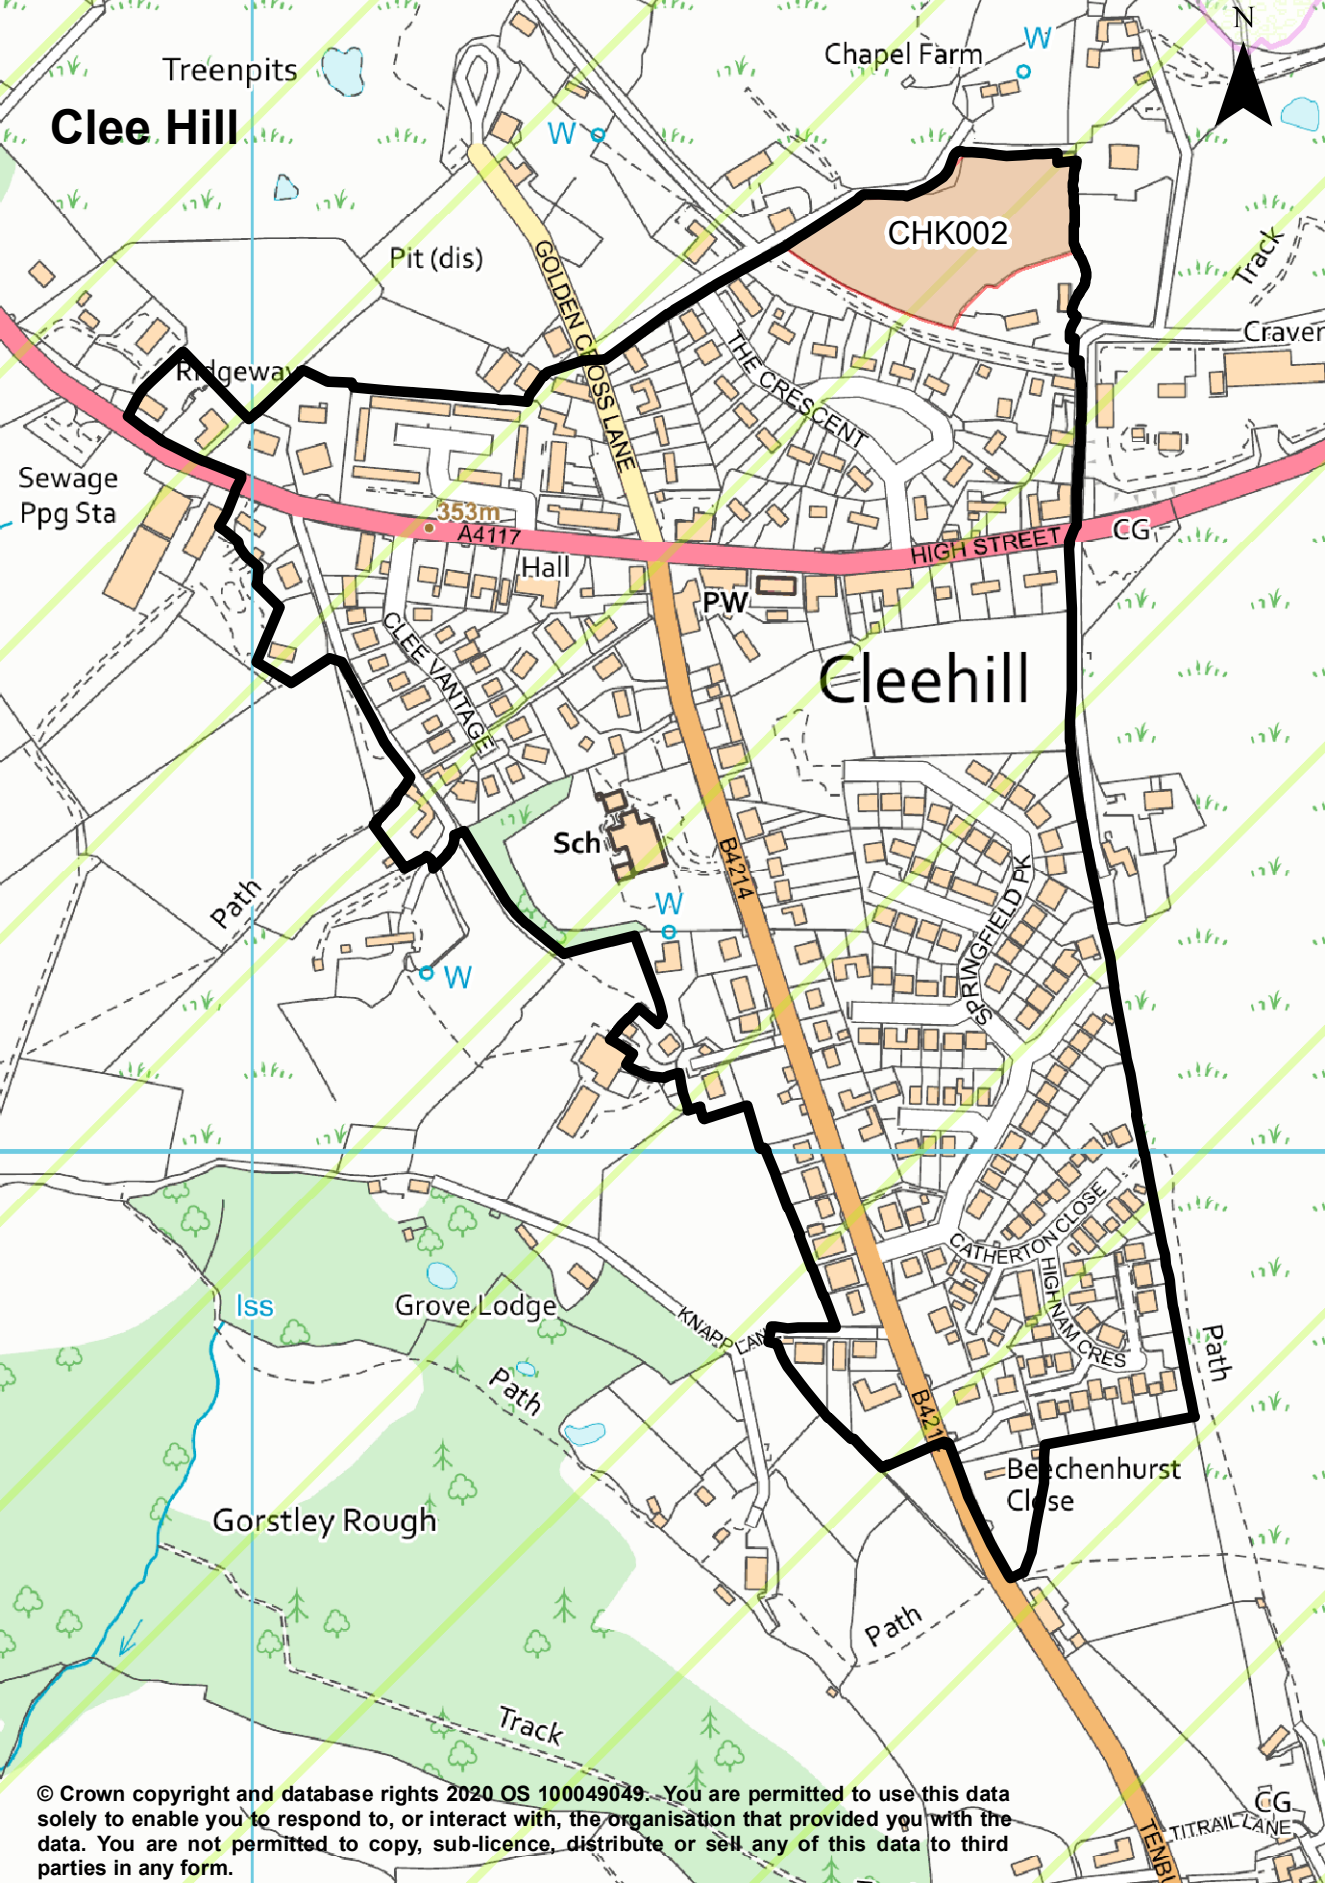 N
W
Chapel Farm
Treenpits
Clee Hill
W
CHK002
Pit (dis)
GOLDEN CROSS LANE
Track
Craver
Ridgeway
THE CRESCENT
Sewage
Ppg Sta
353m
A4117
HIGH STREET
CG
Hall
PW
CLEE VANTAGE
Cleehill
Sch
B4214
SPRINGFIELD PK
W
Path
W
CATHERTON CLOSE
HIGHNAM CRES
Iss
Grove Lodge
KNAPP LANE
Path
Path
B421
Beechenhurst
Close
Gorstley Rough
Path
Track
CG
TITRAIL LANE
TENBU
© Crown copyright and database rights 2020 OS 100049049. You are permitted to use this data
solely to enable you to respond to, or interact with, the organisation that provided you with the
data. You are not permitted to copy, sub-licence, distribute or sell any of this data to third
parties in any form.